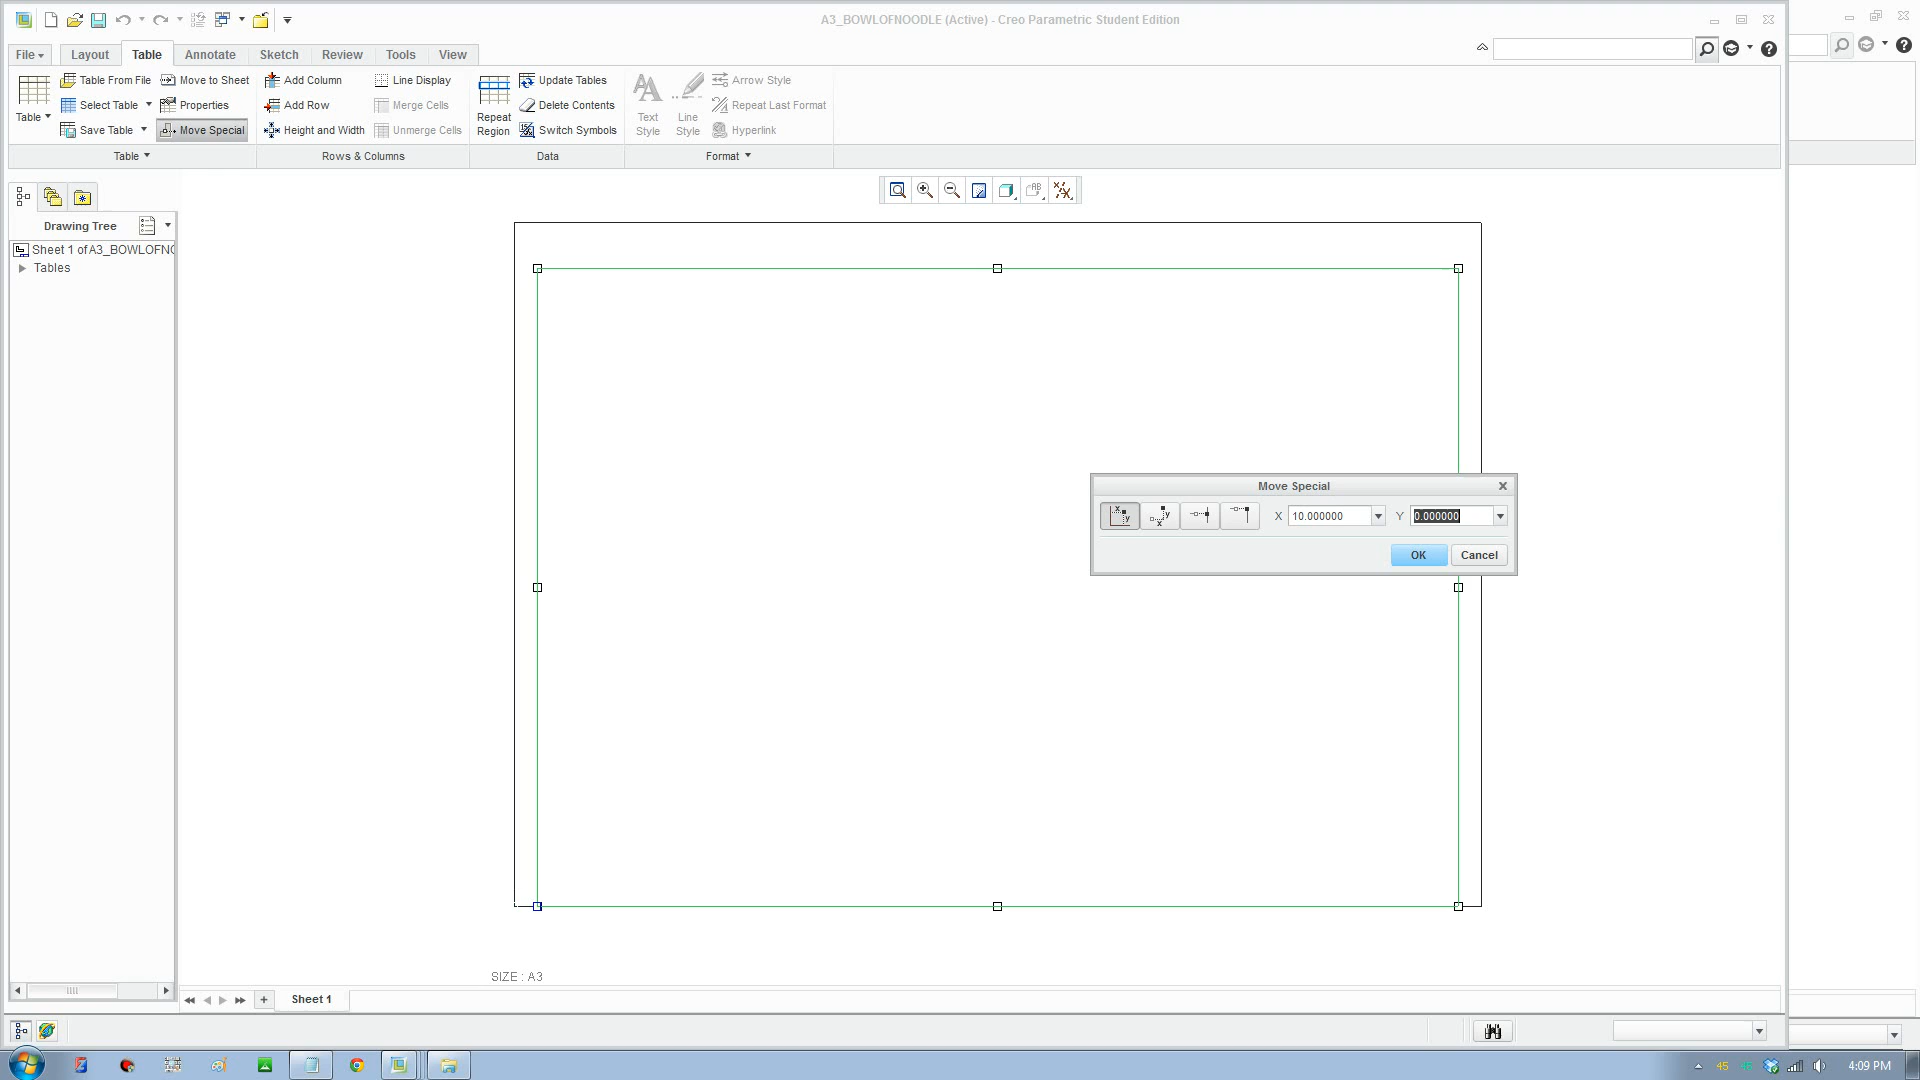 A3_BOWLOFNOODLE (Active) - Creo Parametric Student Edition
File Layout Table Annotate Sketch Review Tools View
Table From File Move to Sheet Add Column Line Display Update Tables Arrow Style
Select Table Properties Add Row Merge Cells Delete Contents Repeat Last Format
Save Table Move Special Height and Width Unmerge Cells Switch Symbols Hyperlink
Table
Repeat
Region
Text
Style
Line
Style
Table Rows & Columns Data Format
Drawing Tree
Sheet 1 of A3_BOWLOFNO
Tables
Move Special
X 10.000000 Y 0.000000
OK Cancel
SIZE : A3
Sheet 1
45 4:09 PM